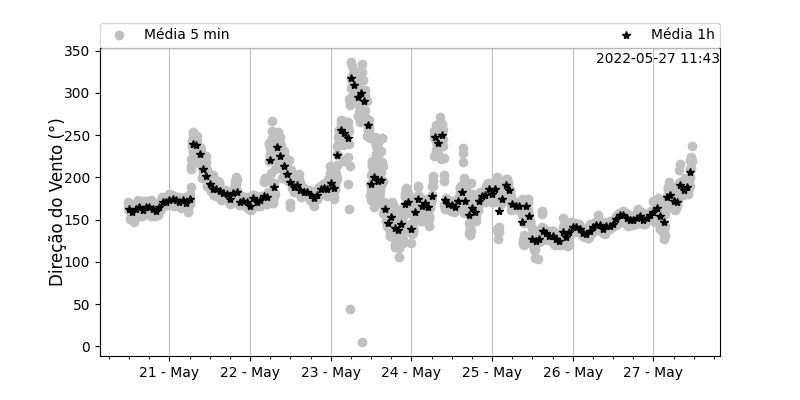 Média 5 min
Média 1h
2022-05-27 11:43
Direção do Vento (°)
350
300
250
200
150
100
50
0
21 - May
22 - May
23 - May
24 - May
25 - May
26 - May
27 - May